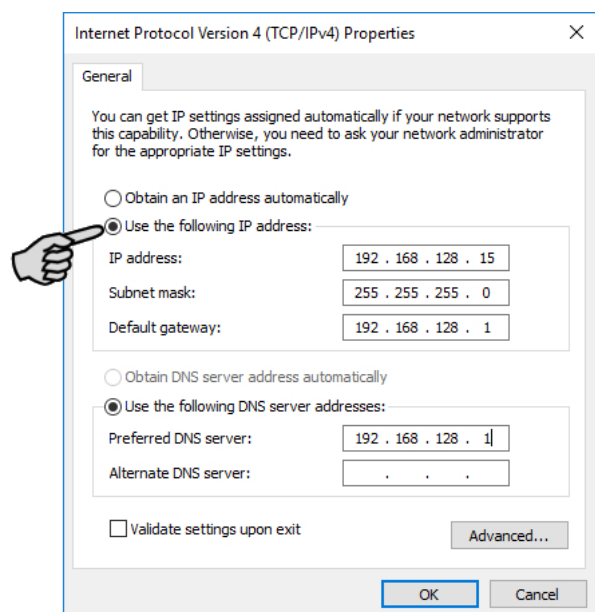 Internet Protocol Version 4 (TCP/IPv4) Properties
General
You can get IP settings assigned automatically if your network supports
this capability. Otherwise, you need to ask your network administrator
for the appropriate IP settings.
Obtain an IP address automatically
Use the following IP address:
IP address: 192 . 168 . 128 . 15
Subnet mask: 255 . 255 . 255 . 0
Default gateway: 192 . 168 . 128 . 1
Obtain DNS server address automatically
Use the following DNS server addresses:
Preferred DNS server: 192 . 168 . 128 . 1
Alternate DNS server: . . .
Validate settings upon exit
Advanced...
OK Cancel